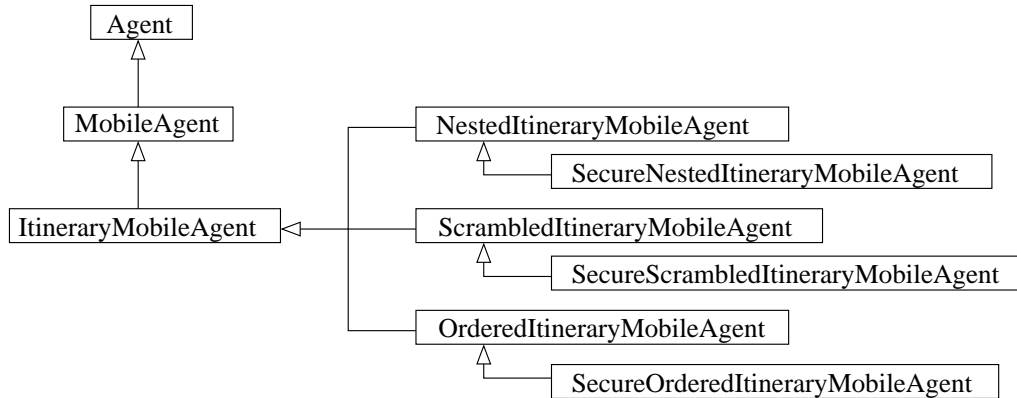 Agent
MobileAgent
NestedItineraryMobileAgent
SecureNestedItineraryMobileAgent
ItineraryMobileAgent
ScrambledItineraryMobileAgent
SecureScrambledItineraryMobileAgent
OrderedItineraryMobileAgent
SecureOrderedItineraryMobileAgent